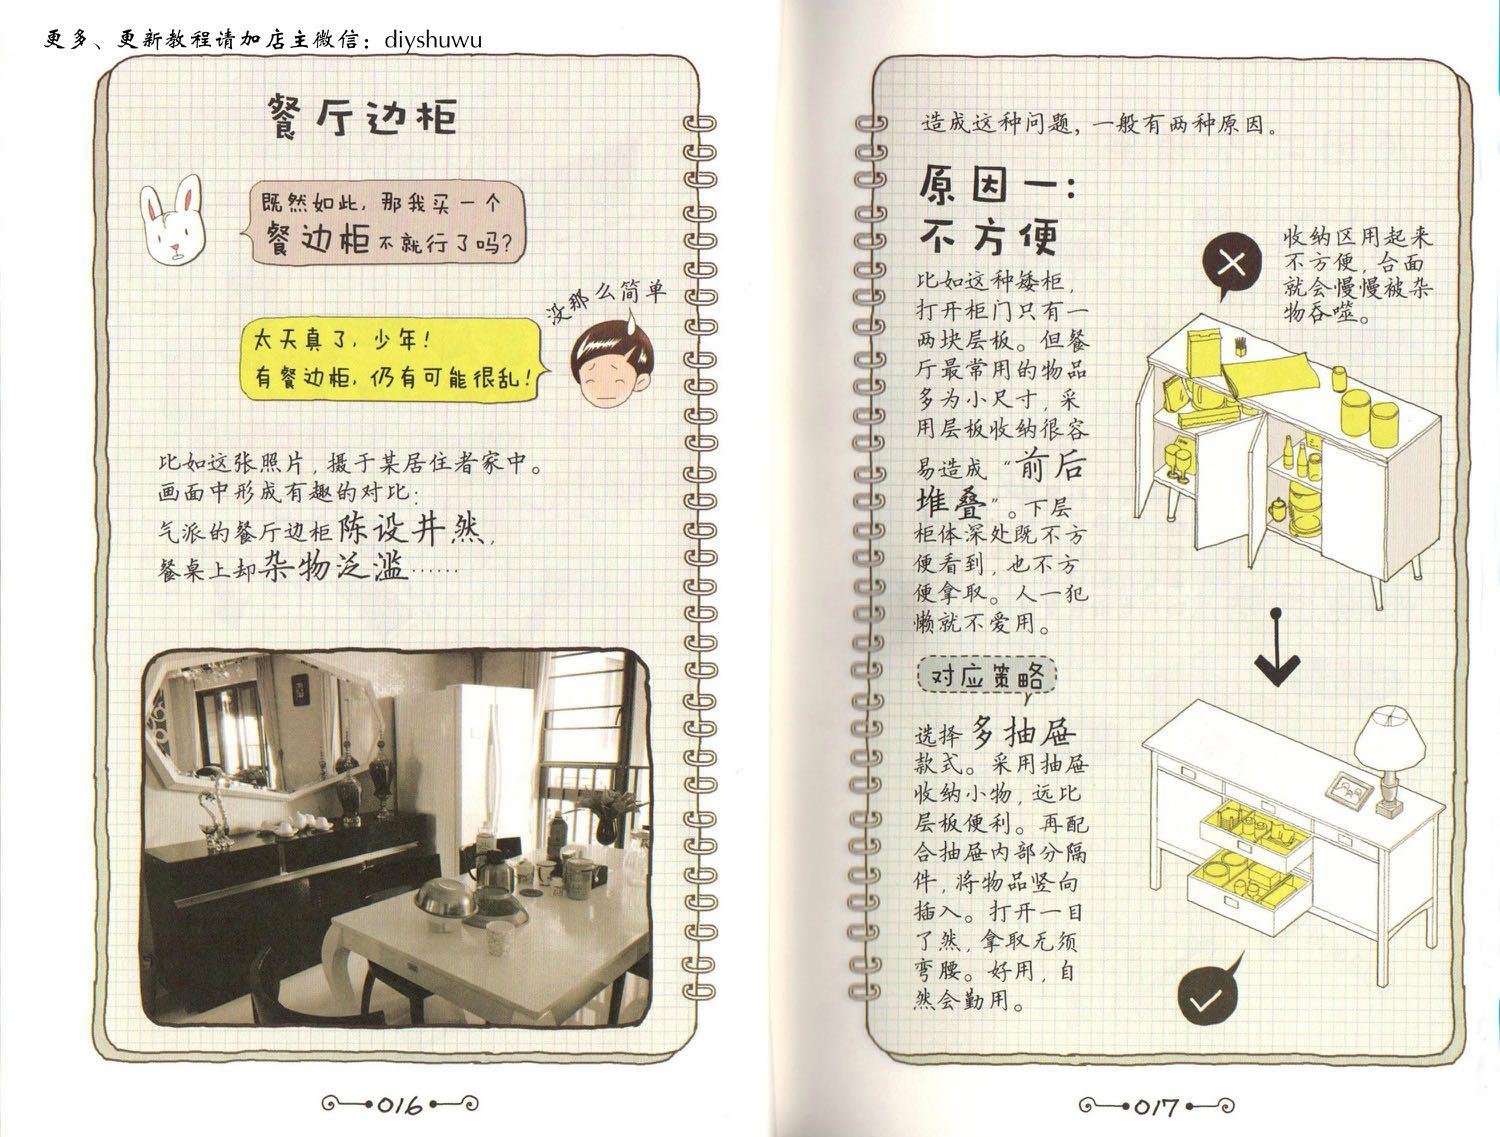 更多、更新教程请加店主微信：diyshuwu
餐厅边柜
既然如此，那我买一个
餐边柜不就行了吗？
没那么简单
太天真了，少年！
有餐边柜，仍有可能很乱！
比如这张照片，摄于某居住者家中。
画面中形成有趣的对比：
气派的餐厅边柜陈设井然，
餐桌上却杂物泛滥……
016
造成这种问题，一般有两种原因。
原因一：
不方便
比如这种矮柜，
打开柜门只有一
两块层板。但餐
厅最常用的物品
多为小尺寸，采
用层板收纳很容
易造成“前后
堆叠”。下层
柜体深处既不方
便看到，也不方
便拿取。人一犯
懒就不爱用。
收纳区用起来
不方便，台面
就会慢慢被杂
物吞噬。
对应策略
选择多抽屉
款式。采用抽屉
收纳小物，远比
层板便利。再配
合抽屉内部分隔
件，将物品竖向
插入。打开一目
了然，拿取无须
弯腰。好用，自
然会勤用。
017